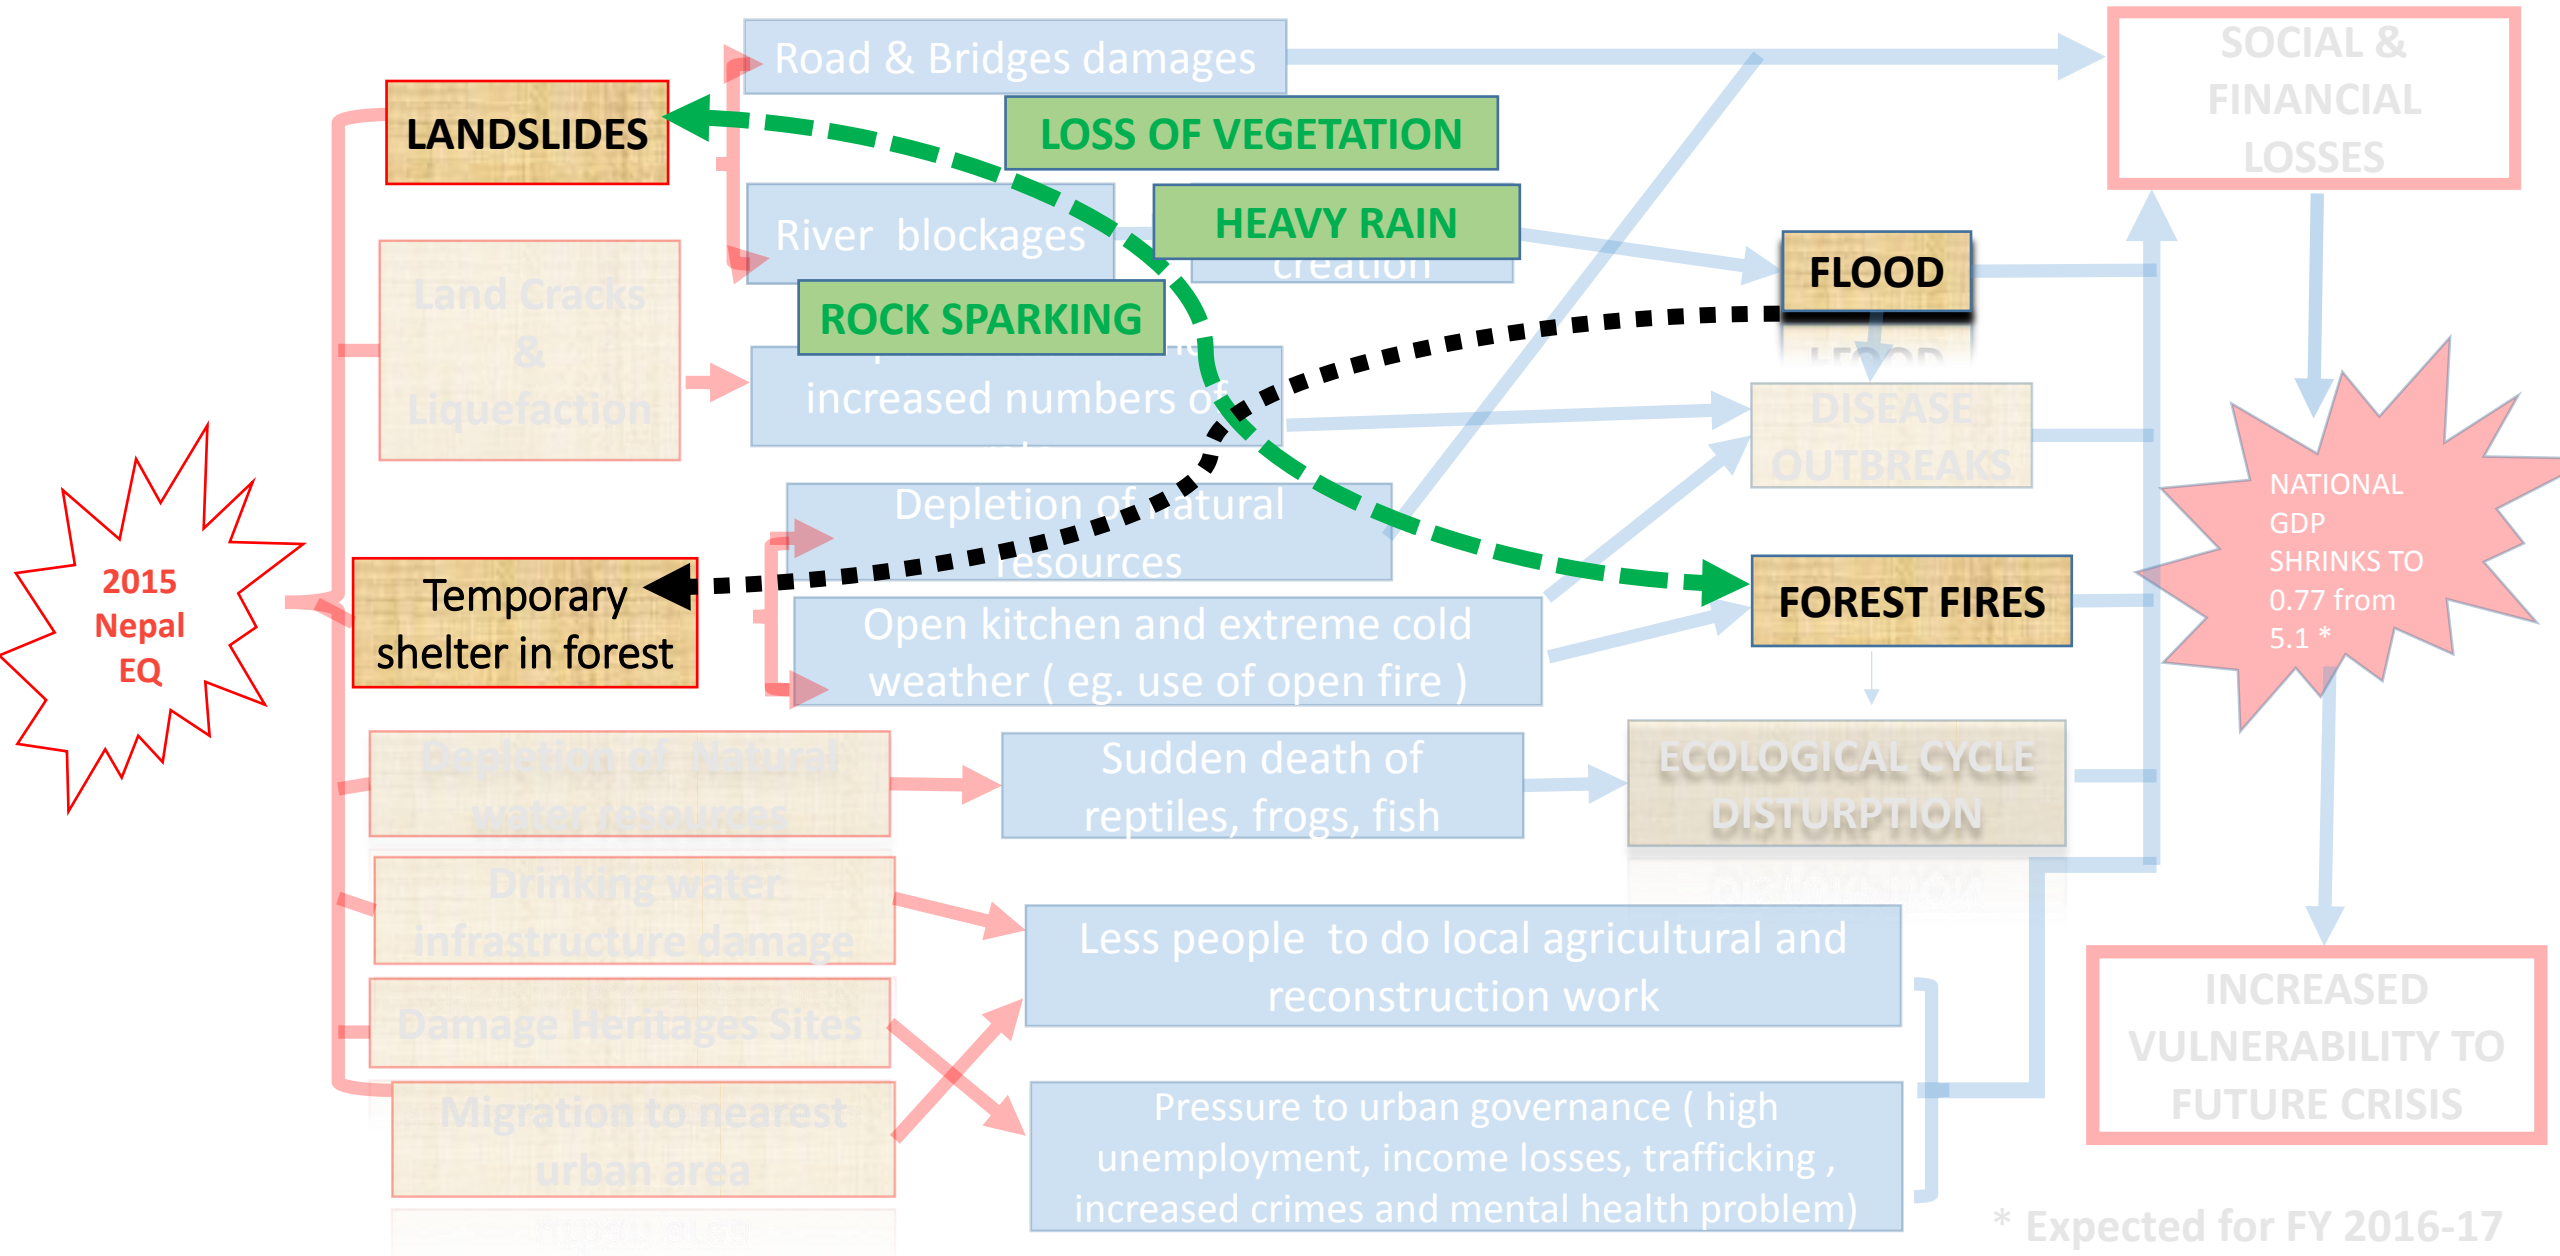 Road & Bridges damages
SOCIAL &
FINANCIAL
LOSSES
LANDSLIDES
LOSS OF VEGETATION
River  blockages
HEAVY RAIN
creation
FLOOD
Land Cracks
&
Liquefaction
ROCK SPARKING
increased numbers of
DISEASE
OUTBREAKS
NATIONAL
GDP
SHRINKS TO
0.77 from
5.1 *
Depletion of natural
resources
2015
Nepal
EQ
Temporary
shelter in forest
Open kitchen and extreme cold
weather ( eg. use of open fire )
FOREST FIRES
Depletion of  Natural
water resources
Sudden death of
reptiles, frogs, fish
ECOLOGICAL CYCLE
DISTURPTION
Drinking water
infrastructure damage
Less people  to do local agricultural and
reconstruction work
Damage Heritages Sites
INCREASED
VULNERABILITY TO
FUTURE CRISIS
Migration to nearest
urban area
Pressure to urban governance ( high
unemployment, income losses, trafficking ,
increased crimes and mental health problem)
* Expected for FY 2016-17